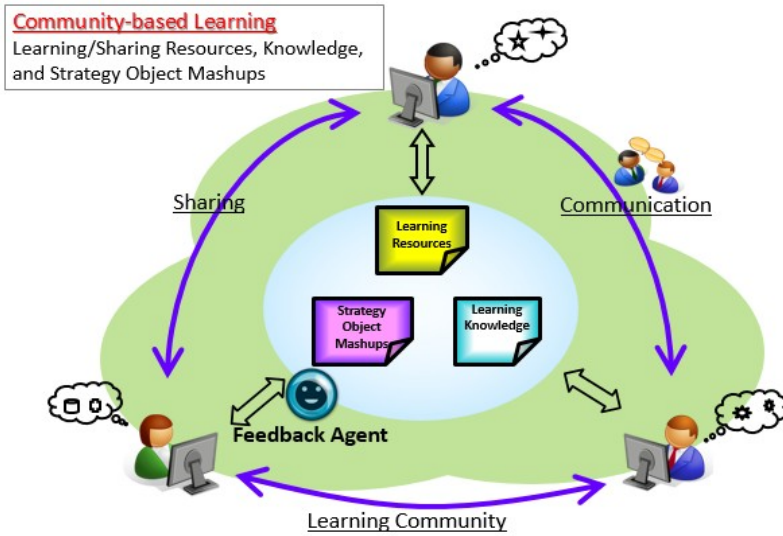 Community-based Learning
Learning/Sharing Resources, Knowledge,
and Strategy Object Mashups
Sharing
Communication
Learning
Resources
Strategy
Object
Mashups
Learning
Knowledge
Feedback Agent
Learning Community